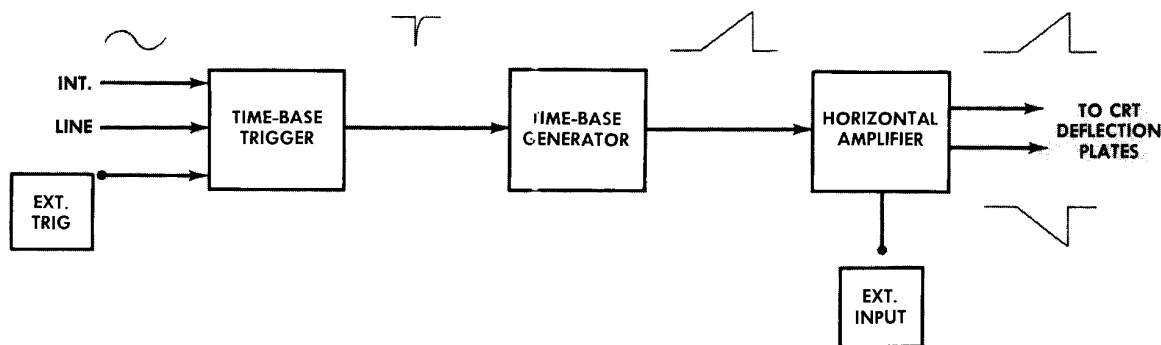 INT.
LINE
EXT.
TRIG
TIME-BASE
TRIGGER
TIME-BASE
GENERATOR
HORIZONTAL
AMPLIFIER
TO CRT
DEFLECTION
PLATES
EXT.
INPUT